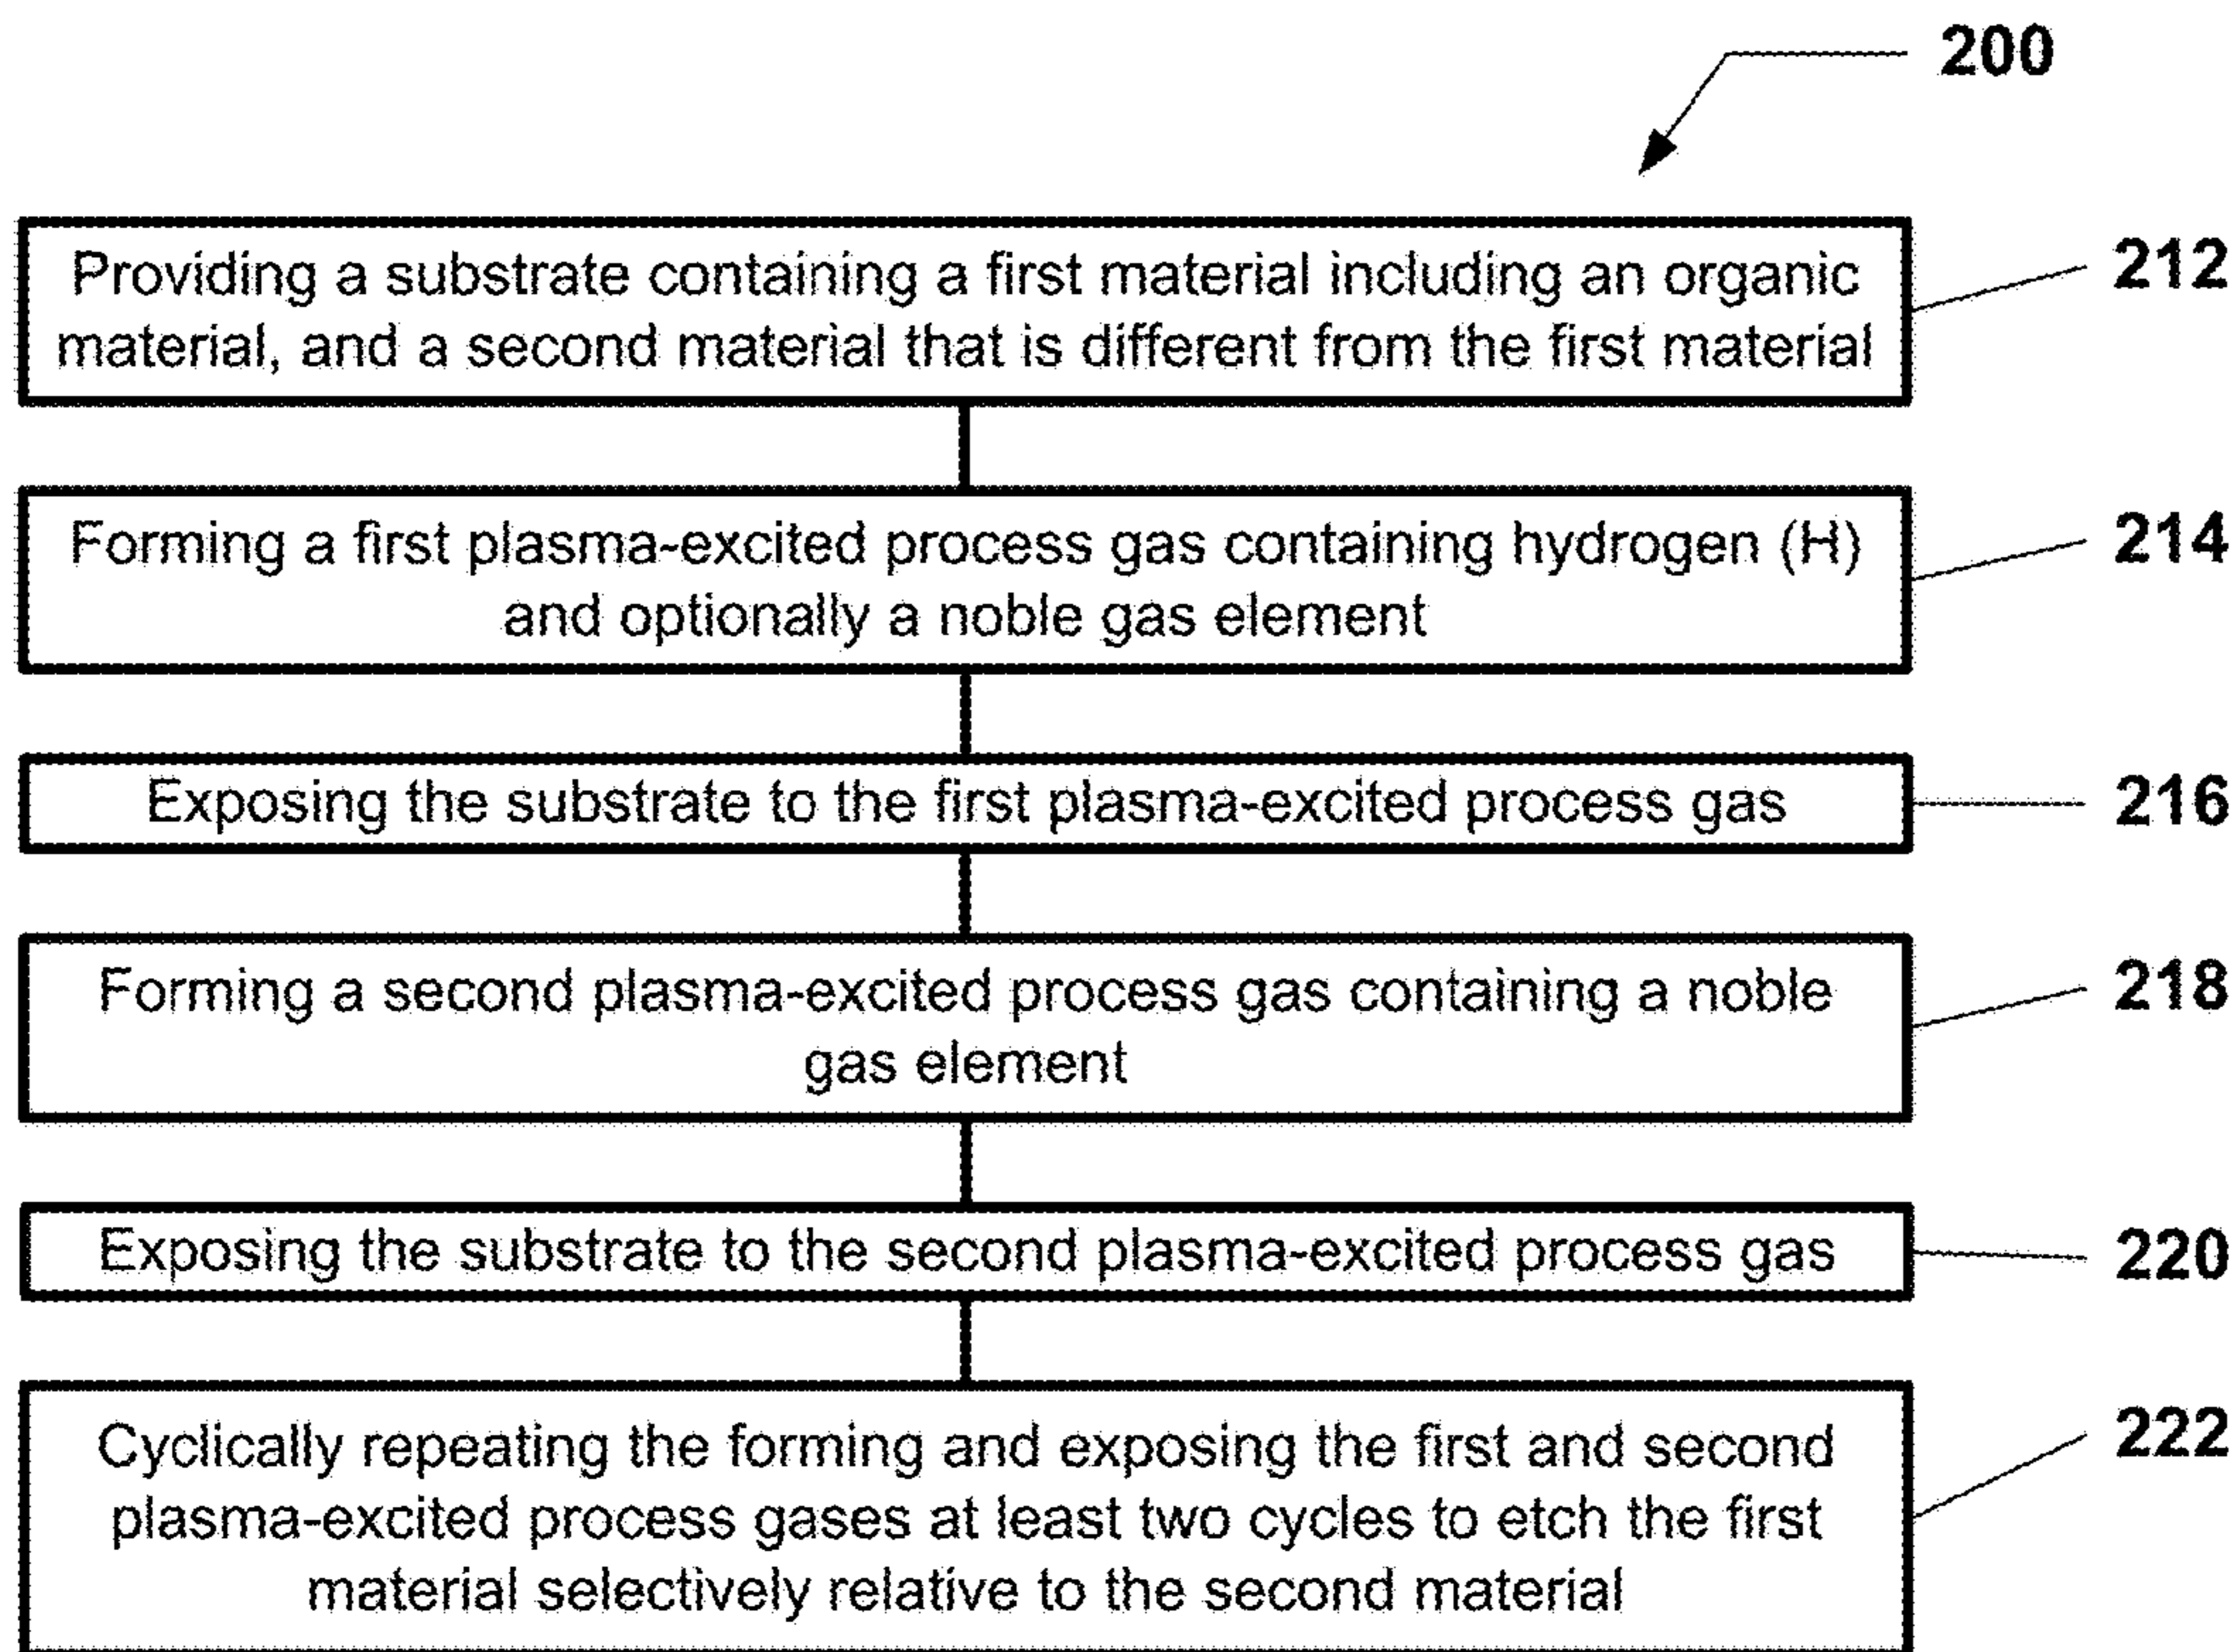 200
Providing a substrate containing a first material including an organic
material, and a second material that is different from the first material
212
Forming a first plasma-excited process gas containing hydrogen (H)
and optionally a noble gas element
214
Exposing the substrate to the first plasma-excited process gas
216
Forming a second plasma-excited process gas containing a noble
gas element
218
Exposing the substrate to the second plasma-excited process gas
220
Cyclically repeating the forming and exposing the first and second
plasma-excited process gases at least two cycles to etch the first
material selectively relative to the second material
222